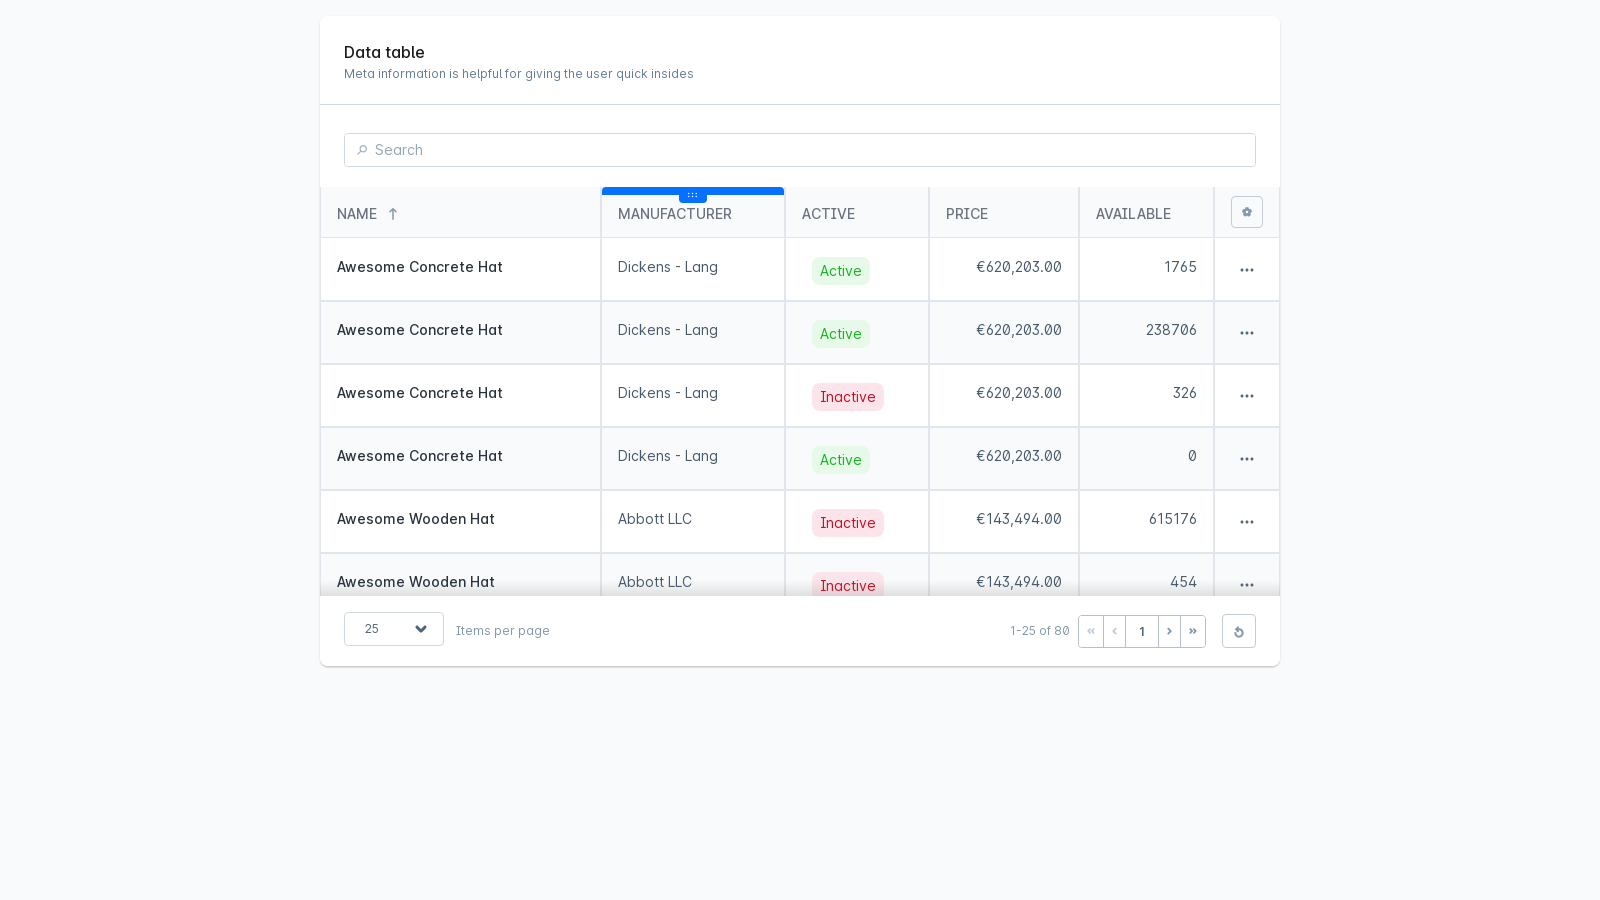 Data table
Meta information is helpful for giving the user quick insides
Search
NAME MANUFACTURER ACTIVE PRICE AVAILABLE
Awesome Concrete Hat Dickens - Lang Active €620,203.00 1765
Awesome Concrete Hat Dickens - Lang Active €620,203.00 238706
Awesome Concrete Hat Dickens - Lang Inactive €620,203.00 326
Awesome Concrete Hat Dickens - Lang Active €620,203.00 0
Awesome Wooden Hat Abbott LLC Inactive €143,494.00 615176
Awesome Wooden Hat Abbott LLC Inactive €143,494.00 454
25 Items per page 1-25 of 80 « ‹ 1 › »